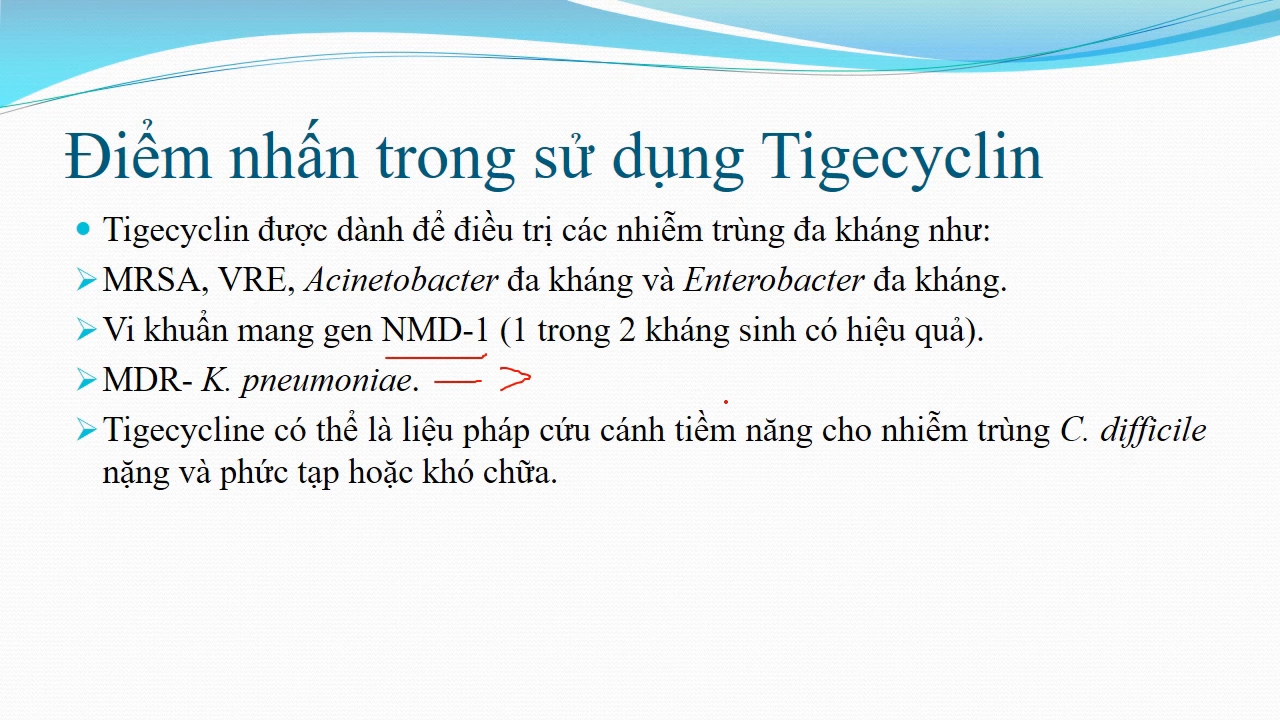 Điểm nhấn trong sử dụng Tigecyclin
Tigecyclin được dành để điều trị các nhiễm trùng đa kháng như:
MRSA, VRE, Acinetobacter đa kháng và Enterobacter đa kháng.
Vi khuẩn mang gen NMD-1 (1 trong 2 kháng sinh có hiệu quả).
MDR- K. pneumoniae.
Tigecycline có thể là liệu pháp cứu cánh tiềm năng cho nhiễm trùng C. difficile
nặng và phức tạp hoặc khó chữa.